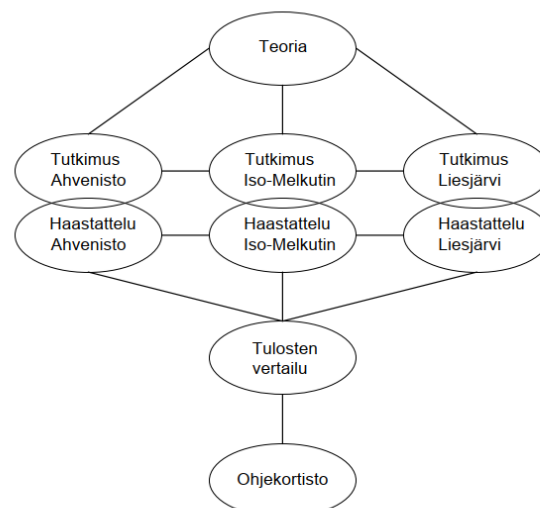 Teoria
Tutkimus
Ahvenisto
Tutkimus
Iso-Melkutin
Tutkimus
Liesjärvi
Haastattelu
Ahvenisto
Haastattelu
Iso-Melkutin
Haastattelu
Liesjärvi
Tulosten
vertailu
Ohjekortisto